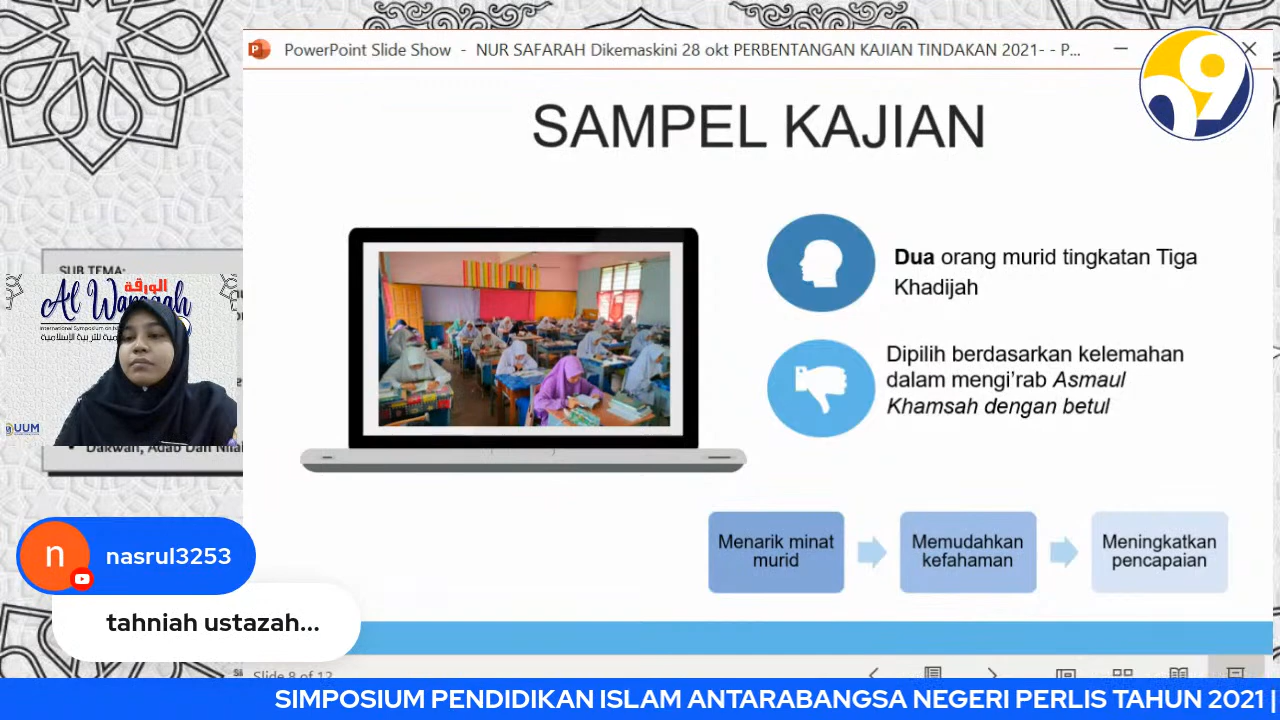 PowerPoint Slide Show - NUR SAFARAH Dikemaskini 28 okt PERBENTANGAN KAJIAN TINDAKAN 2021- - P...
SAMPEL KAJIAN
Dua orang murid tingkatan Tiga
Khadijah
Dipilih berdasarkan kelemahan
dalam mengi'rab Asmaul
Khamsah dengan betul
Menarik minat
murid
Memudahkan
kefahaman
Meningkatkan
pencapaian
Slide 8 of 12
SUB TEMA:
الورقة
Al Waraqah
UUM
Dakwah, Adab Dan Nilai
nasrul3253
tahniah ustazah...
SIMPOSIUM PENDIDIKAN ISLAM ANTARABANGSA NEGERI PERLIS TAHUN 2021 |